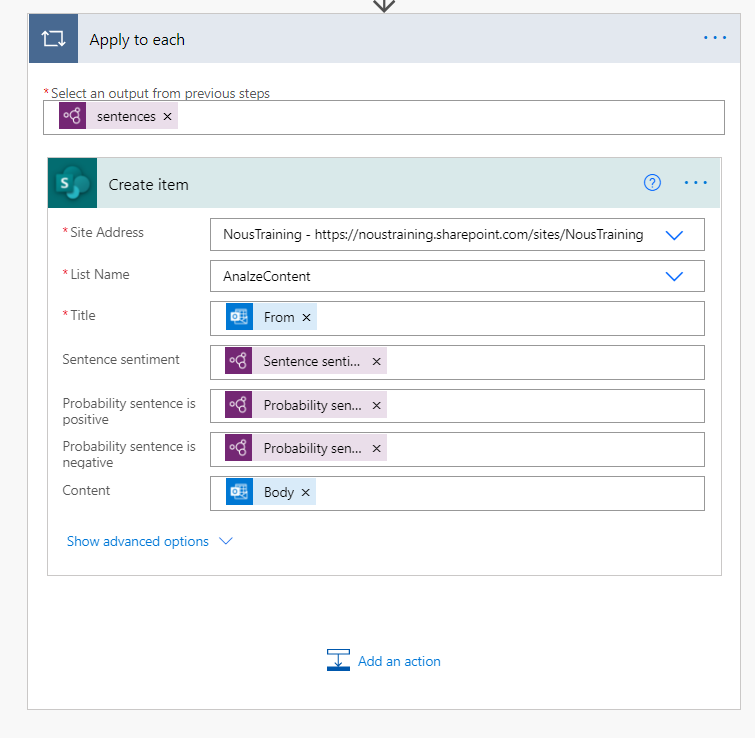 Apply to each
* Select an output from previous steps
sentences ×
S
Create item
?
* Site Address
NousTraining - https://noustraining.sharepoint.com/sites/NousTraining
* List Name
AnalzeContent
* Title
From ×
Sentence sentiment
Sentence senti... ×
Probability sentence is
positive
Probability sen... ×
Probability sentence is
negative
Probability sen... ×
Content
Body ×
Show advanced options
Add an action